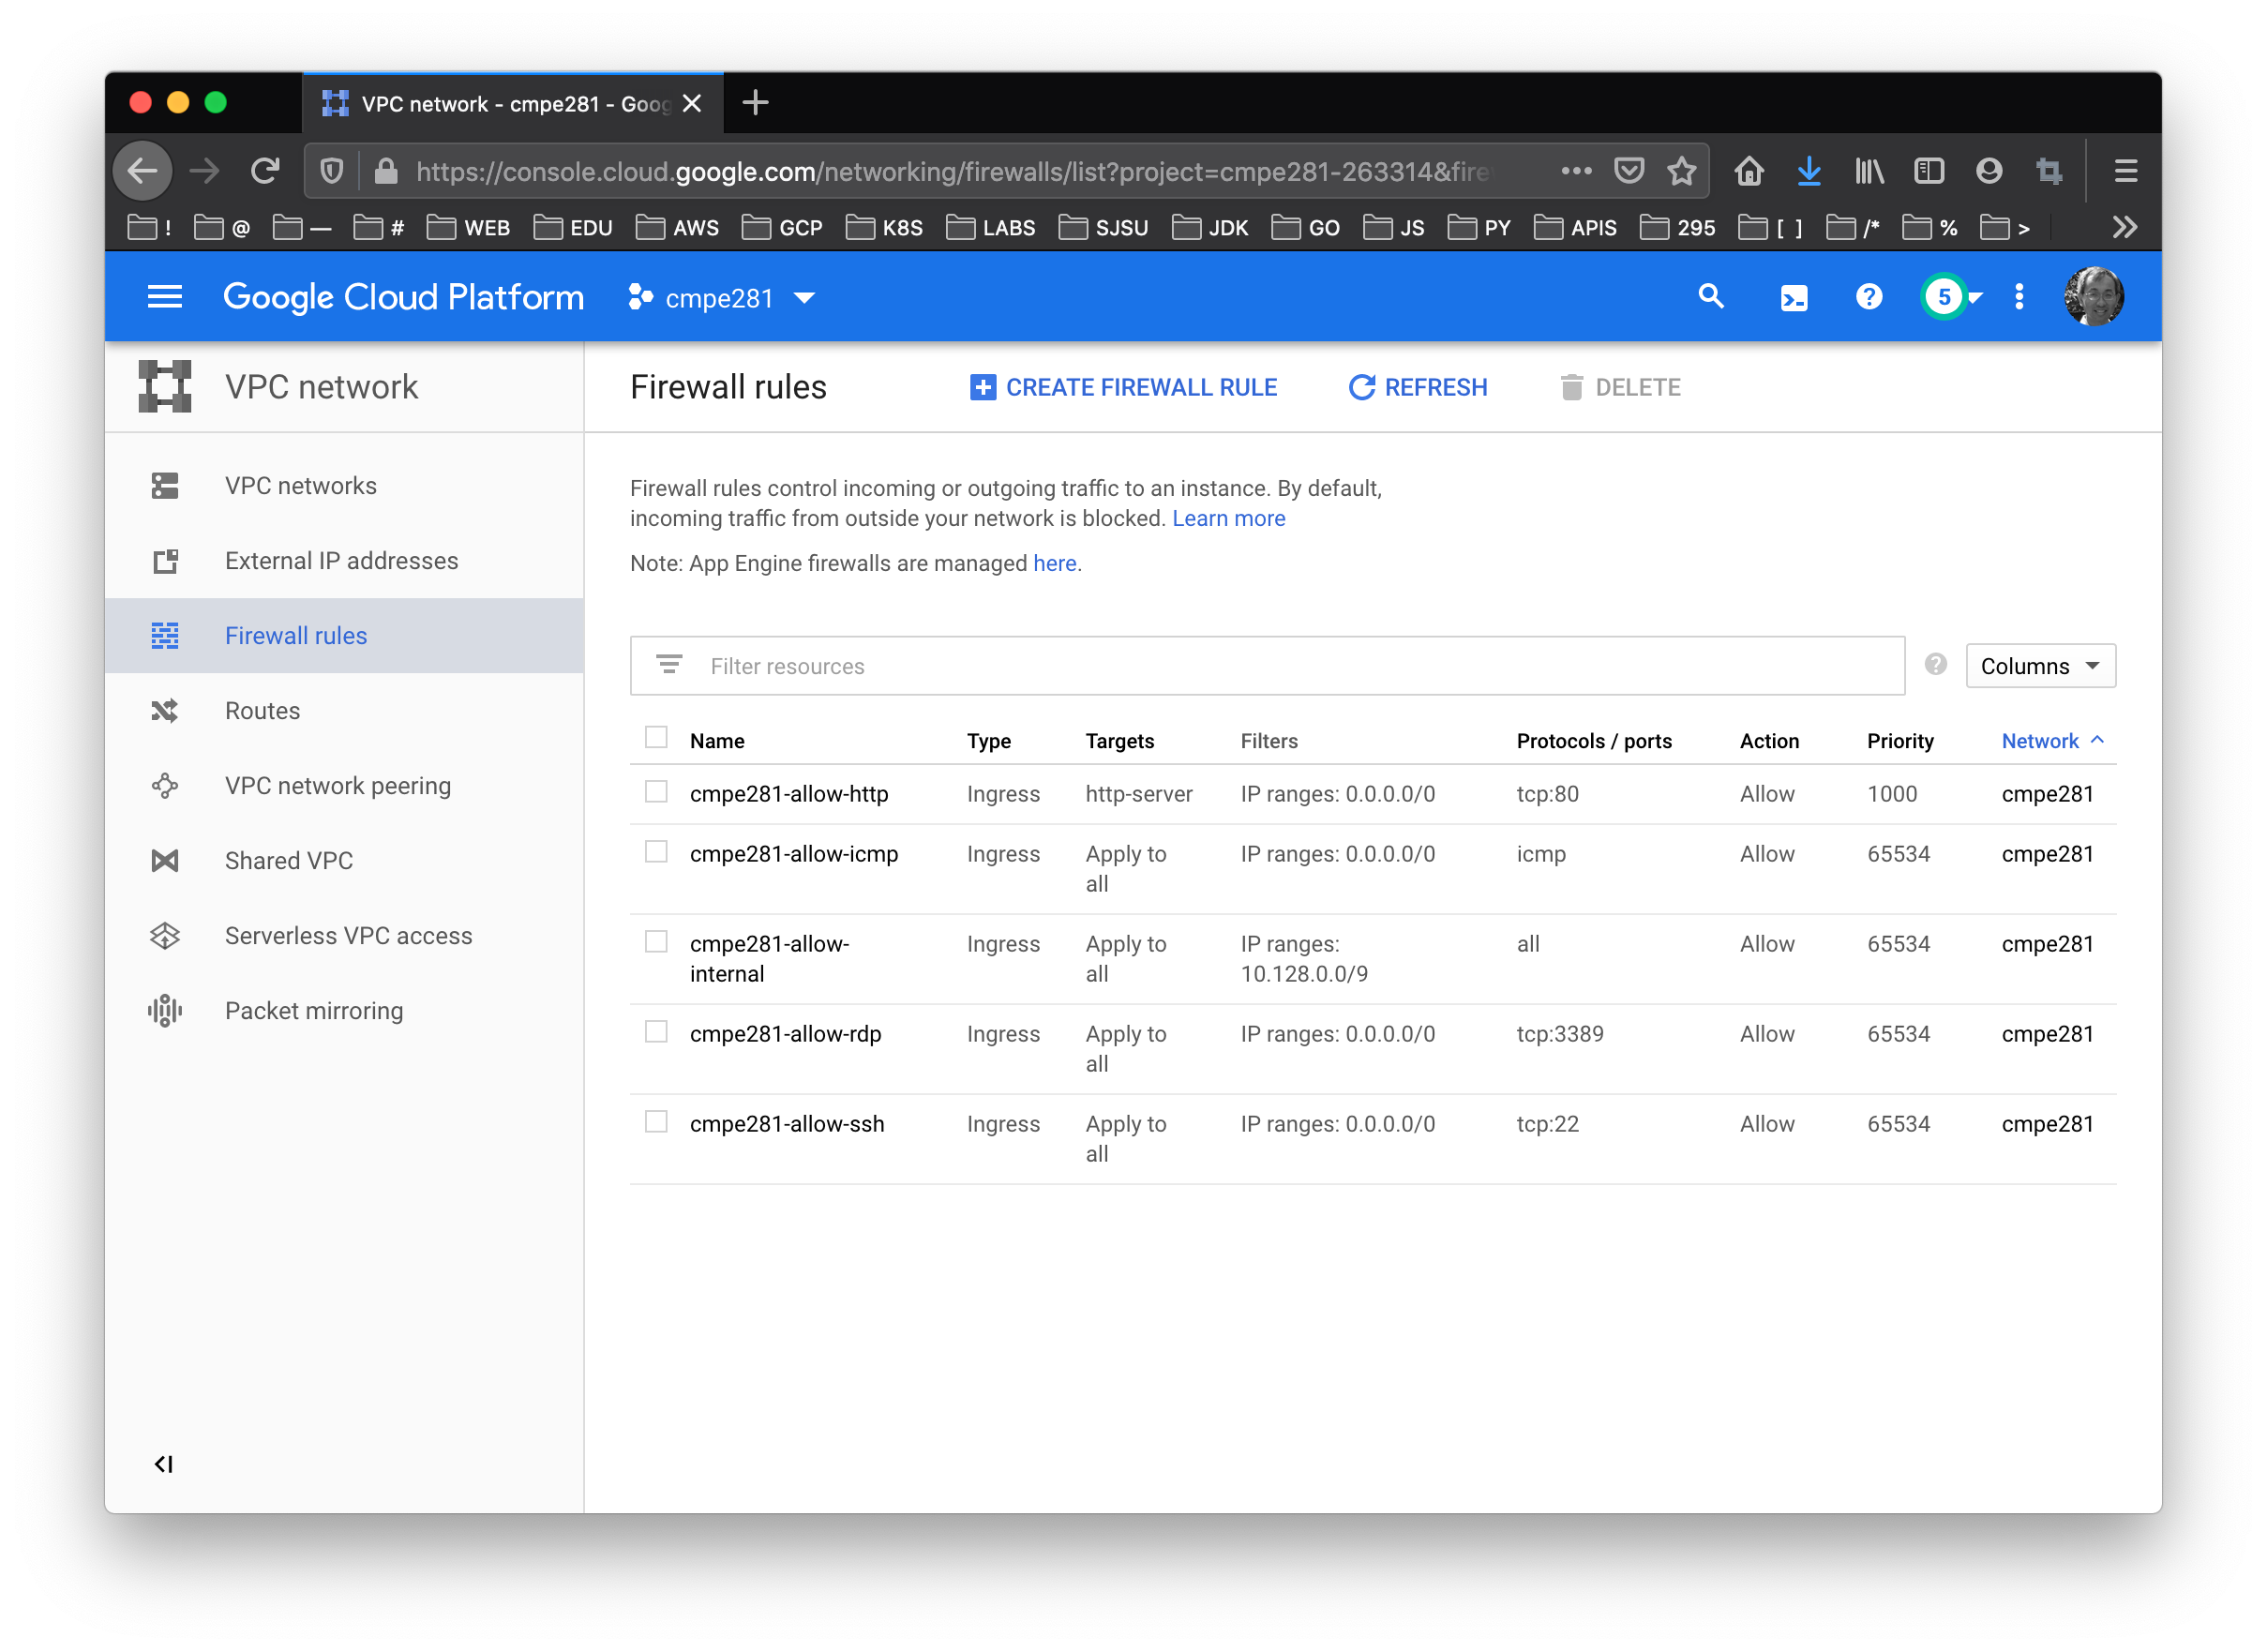 VPC network - cmpe281 - Goog
https://console.cloud.google.com/networking/firewalls/list?project=cmpe281-263314&fire
! @ — # WEB EDU AWS GCP K8S LABS SJSU JDK GO JS PY APIS 295 [ ] /* % >
Google Cloud Platform cmpe281 5
VPC network
Firewall rules CREATE FIREWALL RULE REFRESH DELETE
VPC networks
External IP addresses
Firewall rules
Routes
VPC network peering
Shared VPC
Serverless VPC access
Packet mirroring
Firewall rules control incoming or outgoing traffic to an instance. By default,
incoming traffic from outside your network is blocked. Learn more
Note: App Engine firewalls are managed here.
Filter resources Columns
Name Type Targets Filters Protocols / ports Action Priority Network
cmpe281-allow-http Ingress http-server IP ranges: 0.0.0.0/0 tcp:80 Allow 1000 cmpe281
cmpe281-allow-icmp Ingress Apply to IP ranges: 0.0.0.0/0 icmp Allow 65534 cmpe281
all
cmpe281-allow- Ingress Apply to IP ranges: all Allow 65534 cmpe281
internal all 10.128.0.0/9
cmpe281-allow-rdp Ingress Apply to IP ranges: 0.0.0.0/0 tcp:3389 Allow 65534 cmpe281
all
cmpe281-allow-ssh Ingress Apply to IP ranges: 0.0.0.0/0 tcp:22 Allow 65534 cmpe281
all